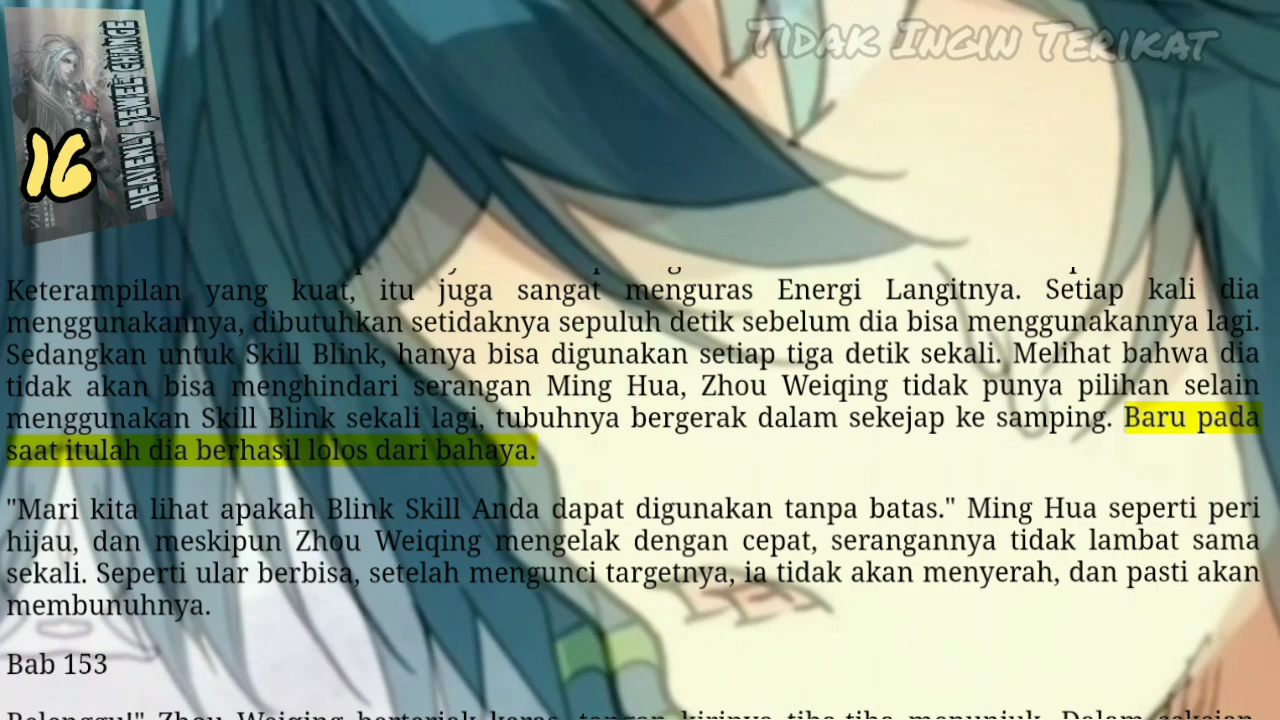 Tidak Ingin Terikat
HEAVENLY JEWEL CHANGE
16
Keterampilan yang kuat, itu juga sangat menguras Energi Langitnya. Setiap kali dia
menggunakannya, dibutuhkan setidaknya sepuluh detik sebelum dia bisa menggunakannya lagi.
Sedangkan untuk Skill Blink, hanya bisa digunakan setiap tiga detik sekali. Melihat bahwa dia
tidak akan bisa menghindari serangan Ming Hua, Zhou Weiqing tidak punya pilihan selain
menggunakan Skill Blink sekali lagi, tubuhnya bergerak dalam sekejap ke samping. Baru pada
saat itulah dia berhasil lolos dari bahaya.
"Mari kita lihat apakah Blink Skill Anda dapat digunakan tanpa batas." Ming Hua seperti peri
hijau, dan meskipun Zhou Weiqing mengelak dengan cepat, serangannya tidak lambat sama
sekali. Seperti ular berbisa, setelah mengunci targetnya, ia tidak akan menyerah, dan pasti akan
membunuhnya.
Bab 153